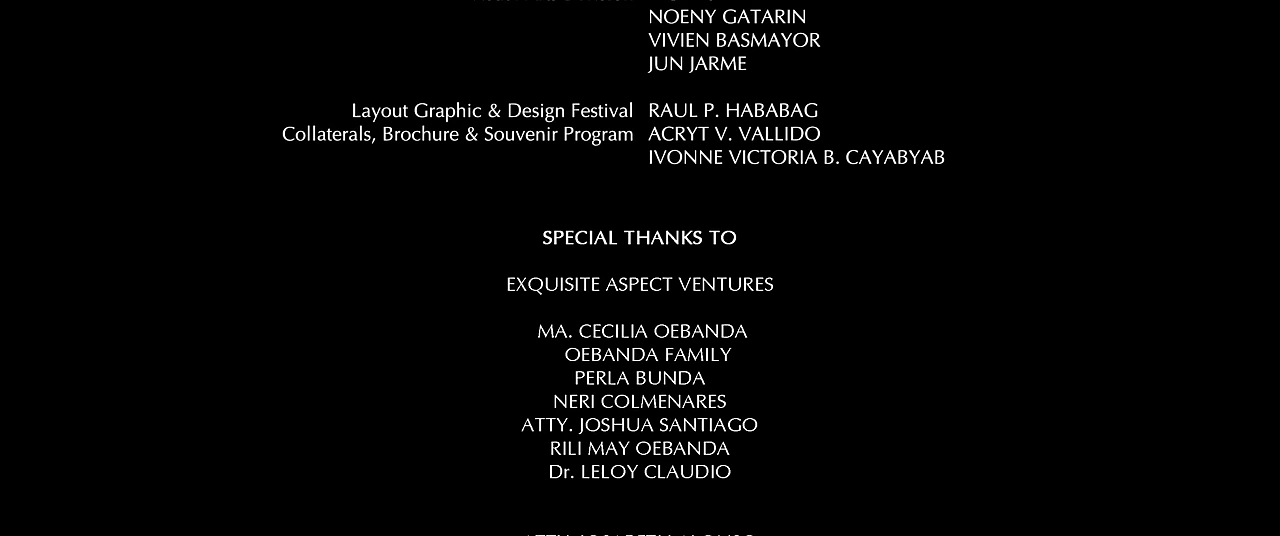 NOENY GATARIN
VIVIEN BASMAYOR
JUN JARME
Layout Graphic & Design Festival RAUL P. HABABAG
Collaterals, Brochure & Souvenir Program ACRYT V. VALLIDO
IVONNE VICTORIA B. CAYABYAB
SPECIAL THANKS TO
EXQUISITE ASPECT VENTURES
MA. CECILIA OEBANDA
OEBANDA FAMILY
PERLA BUNDA
NERI COLMENARES
ATTY. JOSHUA SANTIAGO
RILI MAY OEBANDA
Dr. LELOY CLAUDIO